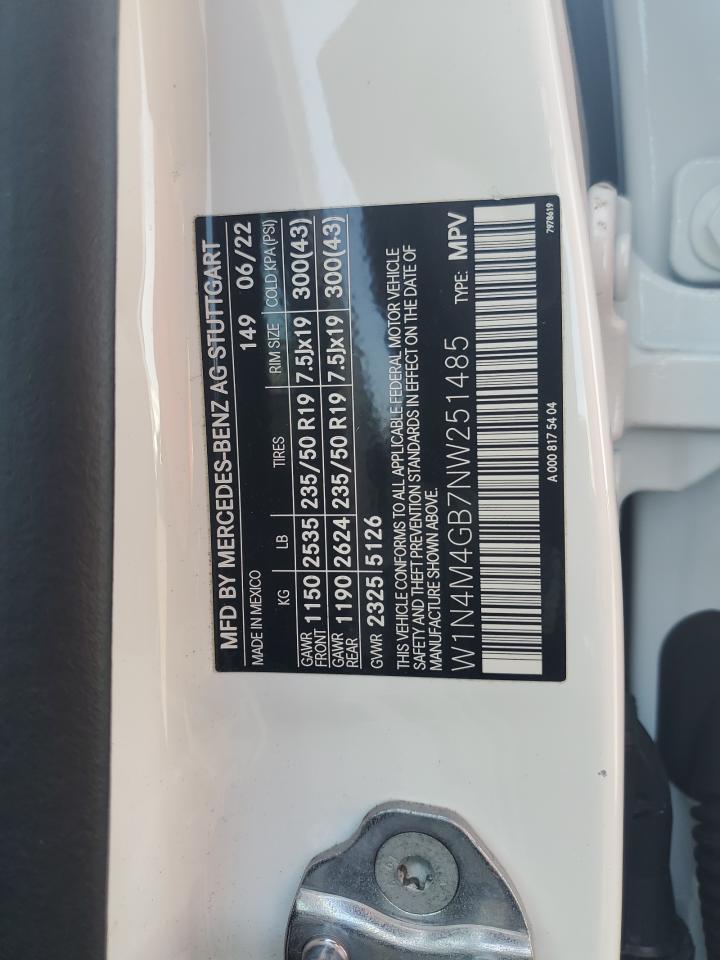 MFD BY MERCEDES-BENZ AG STUTTGART
MADE IN MEXICO 149 06/22
KG LB TIRES RIM SIZE COLD KPA(PSI)
GAWR FRONT 1150 2535 235/50 R19 7.5Jx19 300(43)
GAWR REAR 1190 2624 235/50 R19 7.5Jx19 300(43)
GVWR 2325 5126
THIS VEHICLE CONFORMS TO ALL APPLICABLE FEDERAL MOTOR VEHICLE
SAFETY AND THEFT PREVENTION STANDARDS IN EFFECT ON THE DATE OF
MANUFACTURE SHOWN ABOVE.
W1N4M4GB7NW251485 TYPE: MPV
A 000 817 54 04 7978619